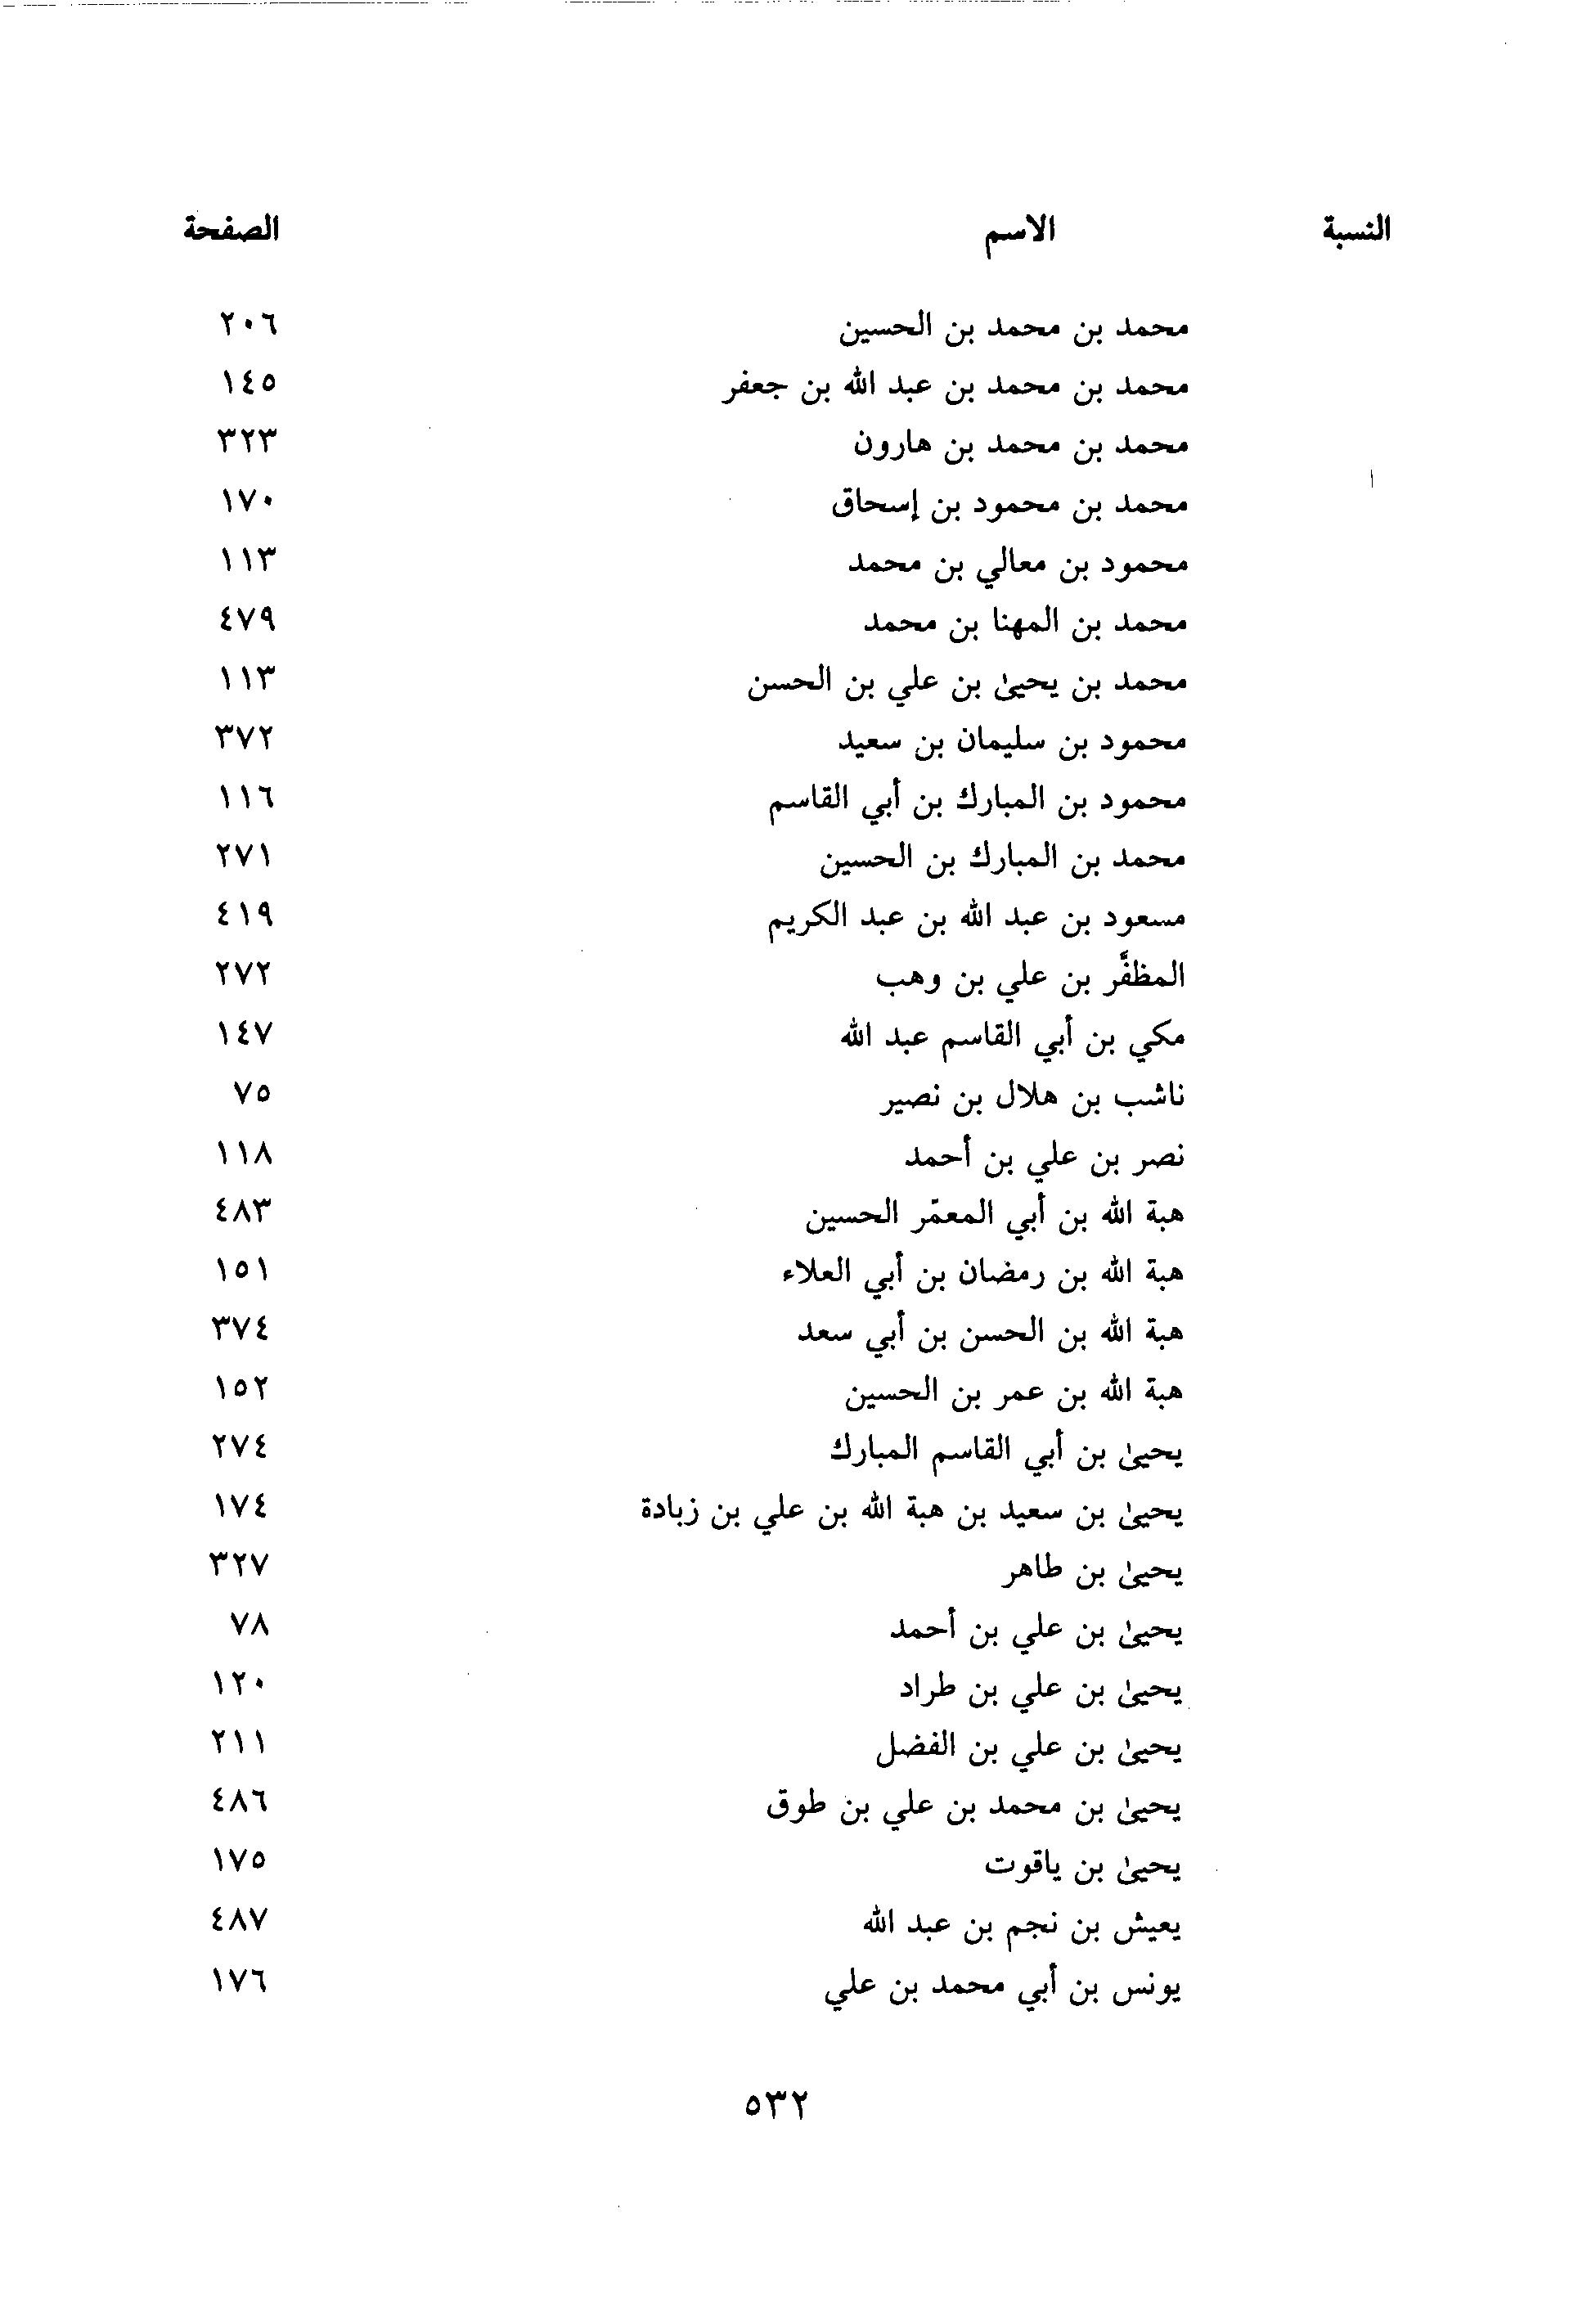 النسبة الاسم الصفحة
محمد بن محمد بن الحسين ٢٠٦
محمد بن محمد بن عبد الله بن جعفر ١٤٥
محمد بن محمد بن هارون ٣٢٣
محمد بن محمود بن إسحاق ١٧٠
محمود بن معالي بن محمد ١١٣
محمد بن المهنا بن محمد ٤٧٩
محمد بن يحيىٰ بن علي بن الحسن ١١٣
محمود بن سليمان بن سعيد ٣٧٢
محمود بن المبارك بن أبي القاسم ١١٦
محمد بن المبارك بن الحسين ٢٧١
مسعود بن عبد الله بن عبد الكريم ٤١٩
المظفَّر بن علي بن وهب ٢٧٢
مكي بن أبي القاسم عبد الله ١٤٧
ناشب بن هلال بن نصير ٧٥
نصر بن علي بن أحمد ١١٨
هبة الله بن أبي المعمّر الحسين ٤٨٣
هبة الله بن رمضان بن أبي العلاء ١٥١
هبة الله بن الحسن بن أبي سعد ٣٧٤
هبة الله بن عمر بن الحسين ١٥٢
يحيىٰ بن أبي القاسم المبارك ٢٧٤
يحيىٰ بن سعيد بن هبة الله بن علي بن زبادة ١٧٤
يحيىٰ بن طاهر ٣٢٧
يحيىٰ بن علي بن أحمد ٧٨
يحيىٰ بن علي بن طراد ١٢٠
يحيىٰ بن علي بن الفضل ٢١١
يحيىٰ بن محمد بن علي بن طوق ٤٨٦
يحيىٰ بن ياقوت ١٧٥
يعيش بن نجم بن عبد الله ٤٨٧
يونس بن أبي محمد بن علي ١٧٦
٥٣٢